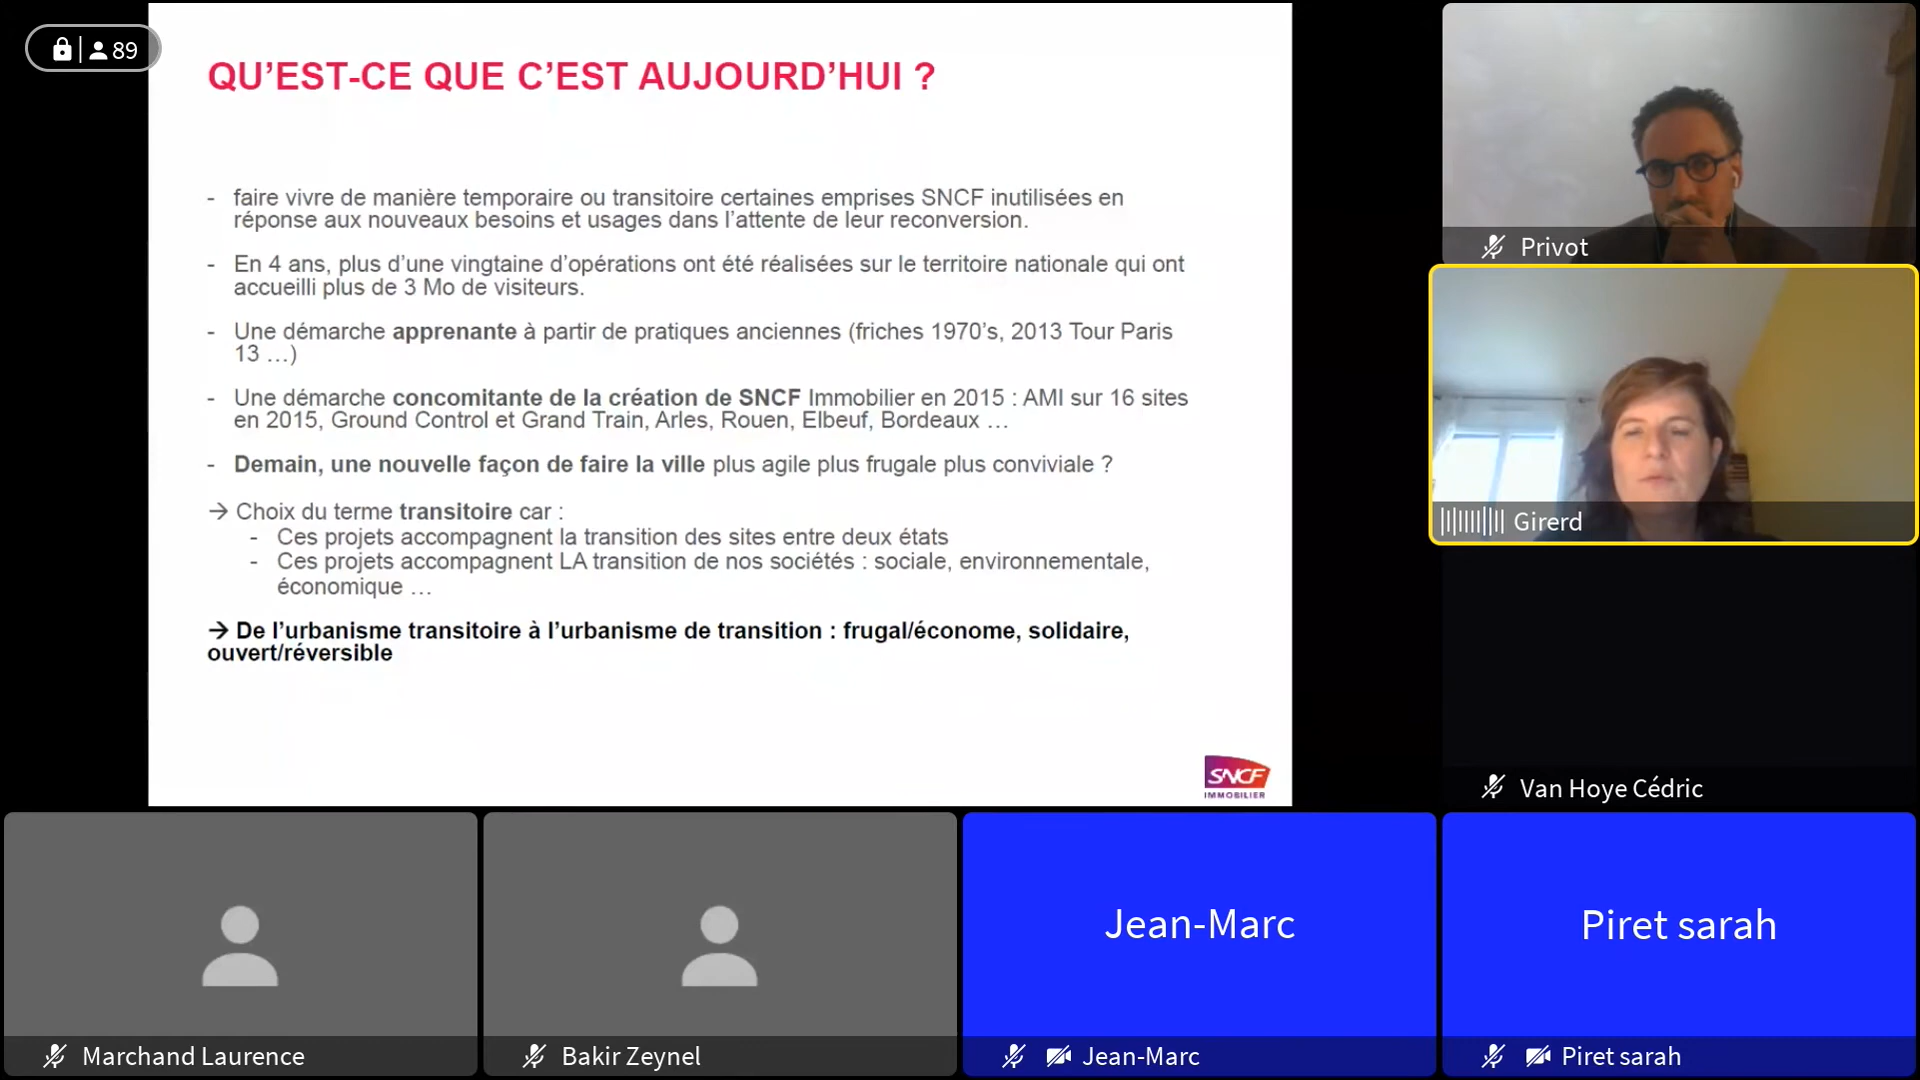 89
QU’EST-CE QUE C’EST AUJOURD’HUI ?
- faire vivre de manière temporaire ou transitoire certaines emprises SNCF inutilisées en
réponse aux nouveaux besoins et usages dans l’attente de leur reconversion.
- En 4 ans, plus d’une vingtaine d’opérations ont été réalisées sur le territoire nationale qui ont
accueilli plus de 3 Mo de visiteurs.
- Une démarche apprenante à partir de pratiques anciennes (friches 1970’s, 2013 Tour Paris
13 …)
- Une démarche concomitante de la création de SNCF Immobilier en 2015 : AMI sur 16 sites
en 2015, Ground Control et Grand Train, Arles, Rouen, Elbeuf, Bordeaux …
- Demain, une nouvelle façon de faire la ville plus agile plus frugale plus conviviale ?
→ Choix du terme transitoire car :
- Ces projets accompagnent la transition des sites entre deux états
- Ces projets accompagnent LA transition de nos sociétés : sociale, environnementale,
économique …
→ De l’urbanisme transitoire à l’urbanisme de transition : frugal/économe, solidaire,
ouvert/réversible
SNCF
IMMOBILIER
Privot
Girerd
Van Hoye Cédric
Marchand Laurence
Bakir Zeynel
Jean-Marc
Jean-Marc
Piret sarah
Piret sarah